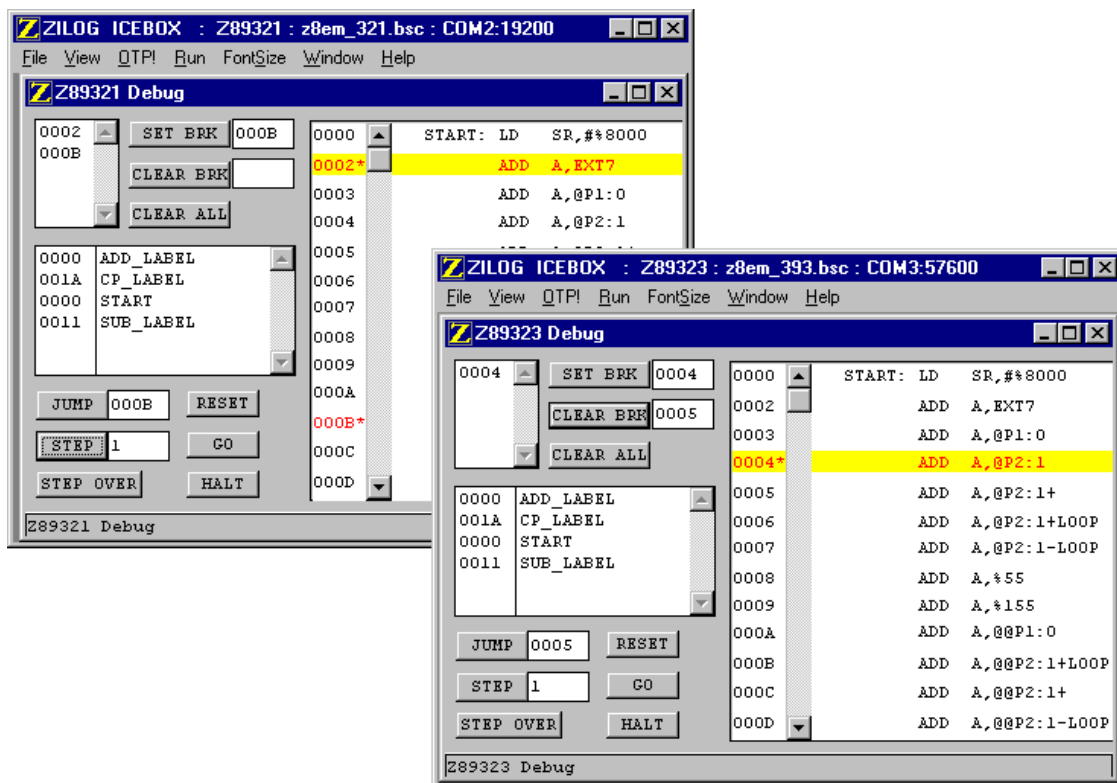 ZILOG ICEBOX : Z89321 : z8em_321.bsc : COM2:19200
File View OTP! Run FontSize Window Help
Z89321 Debug
0002
000B
SET BRK 000B
CLEAR BRK
CLEAR ALL
0000 ADD_LABEL
001A CP_LABEL
0000 START
0011 SUB_LABEL
JUMP 000B RESET
STEP 1 GO
STEP OVER HALT
0000 START: LD SR,#%8000
0002* ADD A,EXT7
0003 ADD A,@P1:0
0004 ADD A,@P2:1
0005
0006
0007
0008
0009
000A
000B*
000C
000D
Z89321 Debug
ZILOG ICEBOX : Z89323 : z8em_393.bsc : COM3:57600
File View OTP! Run FontSize Window Help
Z89323 Debug
0004
SET BRK 0004
CLEAR BRK 0005
CLEAR ALL
0000 ADD_LABEL
001A CP_LABEL
0000 START
0011 SUB_LABEL
JUMP 0005 RESET
STEP 1 GO
STEP OVER HALT
0000 START: LD SR,#%8000
0002 ADD A,EXT7
0003 ADD A,@P1:0
0004* ADD A,@P2:1
0005 ADD A,@P2:1+
0006 ADD A,@P2:1+LOOP
0007 ADD A,@P2:1-LOOP
0008 ADD A,%55
0009 ADD A,%155
000A ADD A,@@P1:0
000B ADD A,@@P2:1+LOOP
000C ADD A,@@P2:1+
000D ADD A,@@P2:1-LOOP
Z89323 Debug